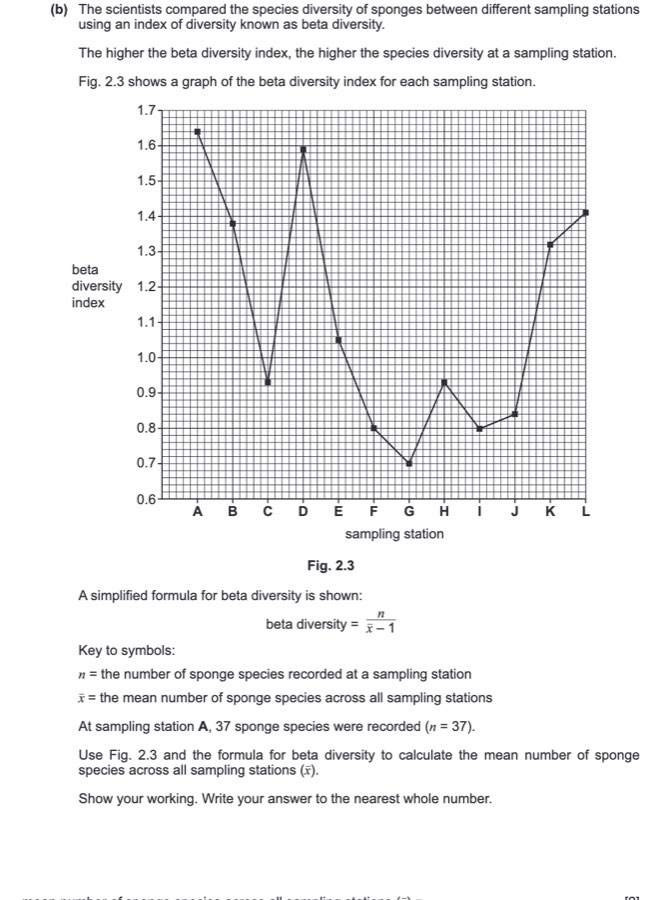 (b) The scientists compared the species diversity of sponges between different sampling stations
using an index of diversity known as beta diversity.
The higher the beta diversity index, the higher the species diversity at a sampling station.
Fig. 2.3 shows a graph of the beta diversity index for each sampling station.
1.7
1.6
1.5
1.4
1.3
beta
diversity
index
1.2
1.1
1.0
0.9
0.8
0.7
0.6
A B C D E F G H I J K L
sampling station
Fig. 2.3
A simplified formula for beta diversity is shown:
beta diversity = n / x̄ – 1
Key to symbols:
n = the number of sponge species recorded at a sampling station
x̄ = the mean number of sponge species across all sampling stations
At sampling station A, 37 sponge species were recorded (n = 37).
Use Fig. 2.3 and the formula for beta diversity to calculate the mean number of sponge
species across all sampling stations (x̄).
Show your working. Write your answer to the nearest whole number.